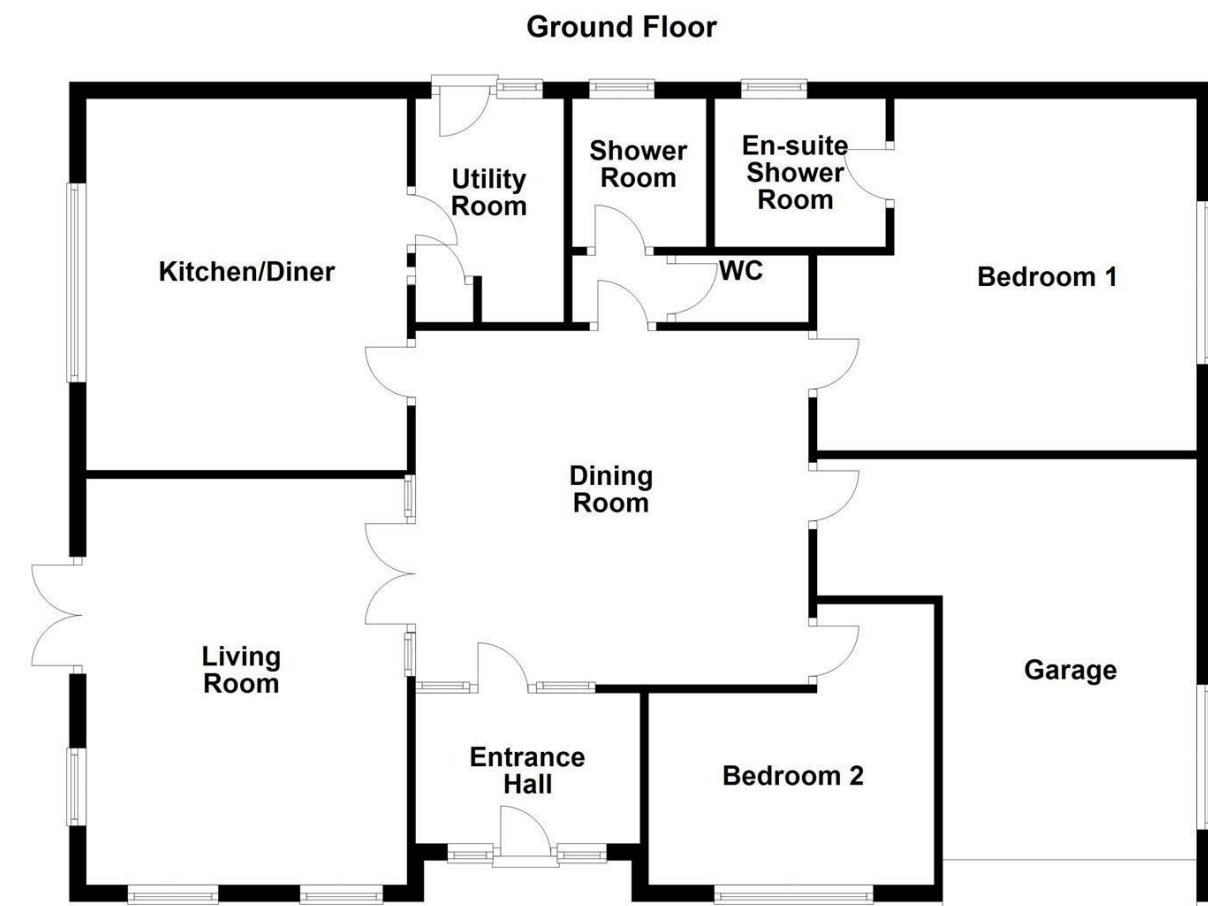 Ground Floor
Kitchen/Diner
Utility
Room
Shower
Room
En-suite
Shower
Room
WC
Bedroom 1
Dining
Room
Living
Room
Entrance
Hall
Bedroom 2
Garage